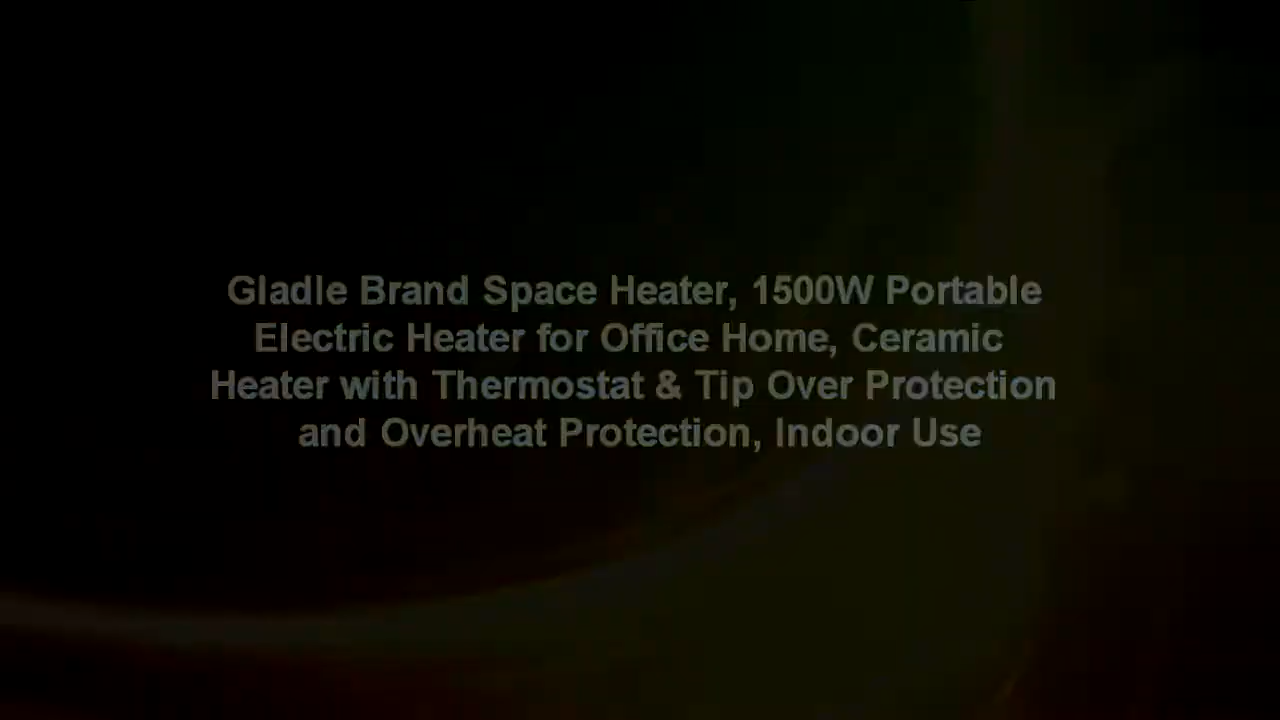 Gladle Brand Space Heater, 1500W Portable
Electric Heater for Office Home, Ceramic
Heater with Thermostat & Tip Over Protection
and Overheat Protection, Indoor Use